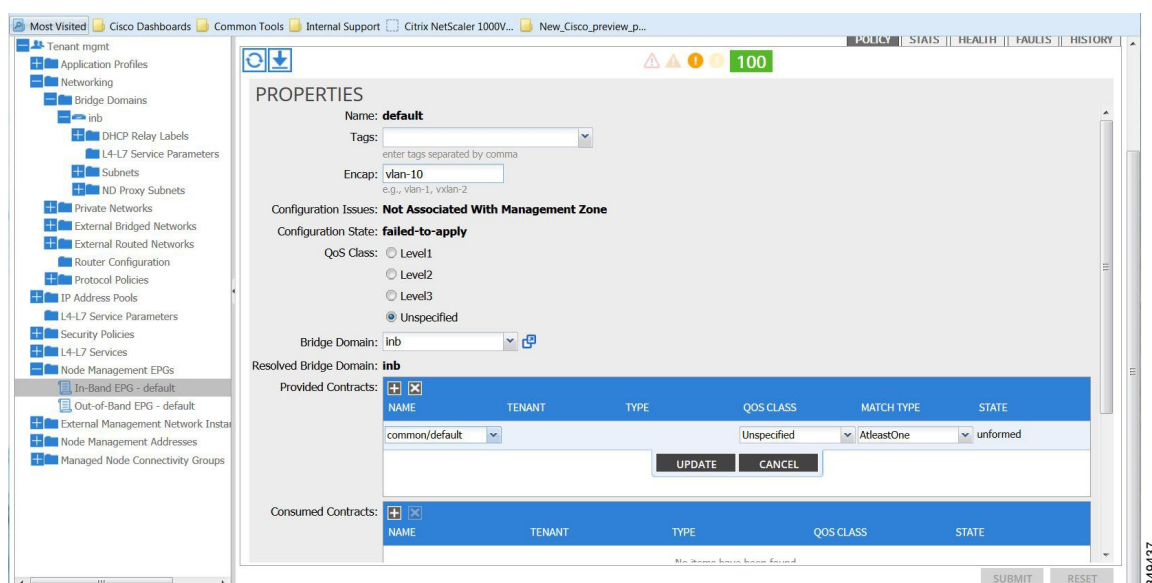 Most Visited Cisco Dashboards Common Tools Internal Support Citrix NetScaler 1000V... New_Cisco_preview_p...
Tenant mgmt
Application Profiles
Networking
Bridge Domains
inb
DHCP Relay Labels
L4-L7 Service Parameters
Subnets
ND Proxy Subnets
Private Networks
External Bridged Networks
External Routed Networks
Router Configuration
Protocol Policies
IP Address Pools
L4-L7 Service Parameters
Security Policies
L4-L7 Services
Node Management EPGs
In-Band EPG - default
Out-of-Band EPG - default
External Management Network Instar
Node Management Addresses
Managed Node Connectivity Groups
POLICY STATS HEALTH FAULTS HISTORY
100
PROPERTIES
Name: default
Tags:
enter tags separated by comma
Encap: vlan-10
e.g., vlan-1, vxlan-2
Configuration Issues: Not Associated With Management Zone
Configuration State: failed-to-apply
QoS Class: Level1
Level2
Level3
Unspecified
Bridge Domain: inb
Resolved Bridge Domain: inb
Provided Contracts:
NAME TENANT TYPE QOS CLASS MATCH TYPE STATE
common/default Unspecified AtleastOne unformed
UPDATE CANCEL
Consumed Contracts:
NAME TENANT TYPE QOS CLASS STATE
No items have been found
SUBMIT RESET
349437